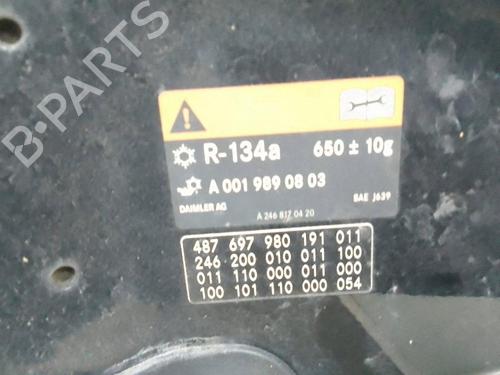 R-134a 650 ± 10g
A 001 989 08 03
DAIMLER AG SAE J639
A 246 817 04 20
487 697 980 191 011
246 200 010 011 100
011 110 000 011 000
100 101 110 000 054
B-PARTS